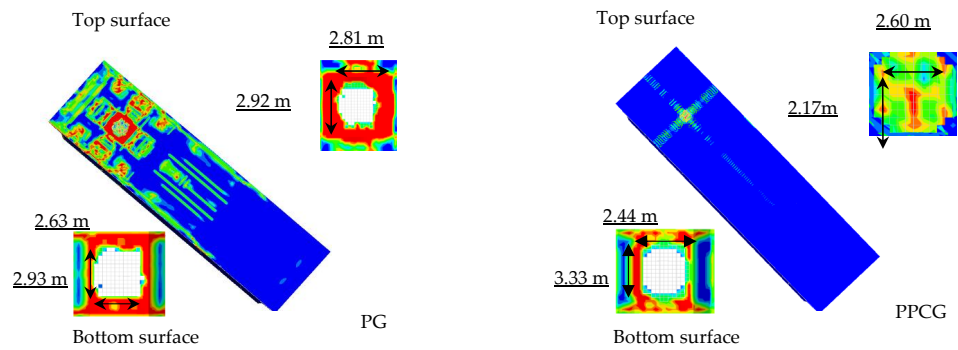 Top surface
2.81 m
2.92 m
2.63 m
2.93 m
Bottom surface
PG
Top surface
2.60 m
2.17m
2.44 m
3.33 m
Bottom surface
PPCG